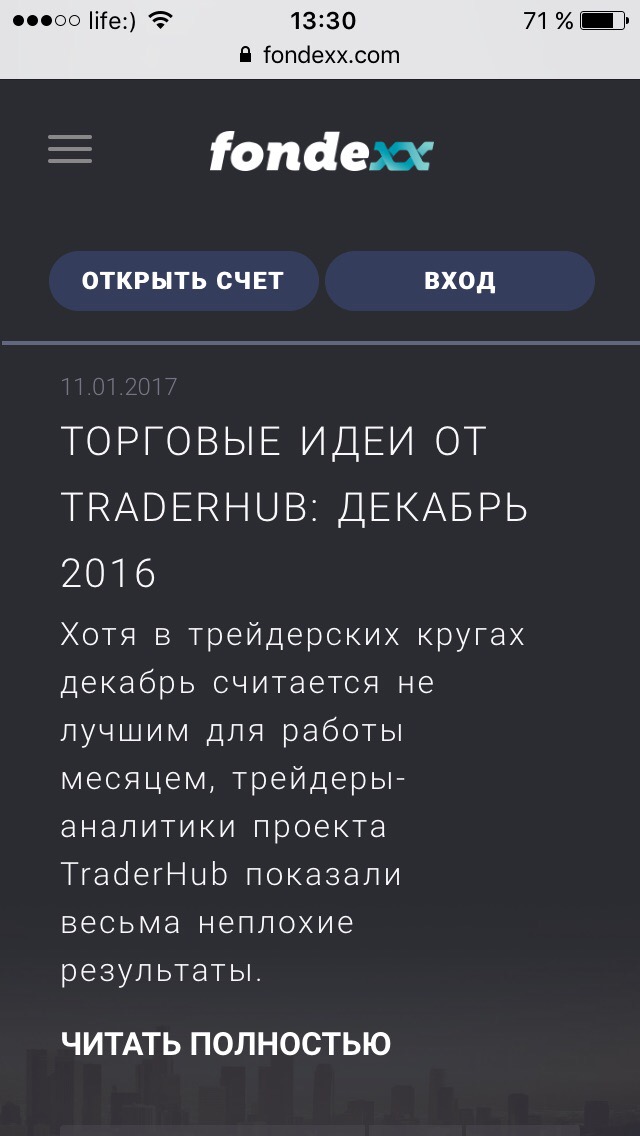 life:) 13:30 71 %
fondexx.com
fondexx
ОТКРЫТЬ СЧЕТ ВХОД
11.01.2017
ТОРГОВЫЕ ИДЕИ ОТ
TRADERHUB: ДЕКАБРЬ
2016
Хотя в трейдерских кругах
декабрь считается не
лучшим для работы
месяцем, трейдеры-
аналитики проекта
TraderHub показали
весьма неплохие
результаты.
ЧИТАТЬ ПОЛНОСТЬЮ